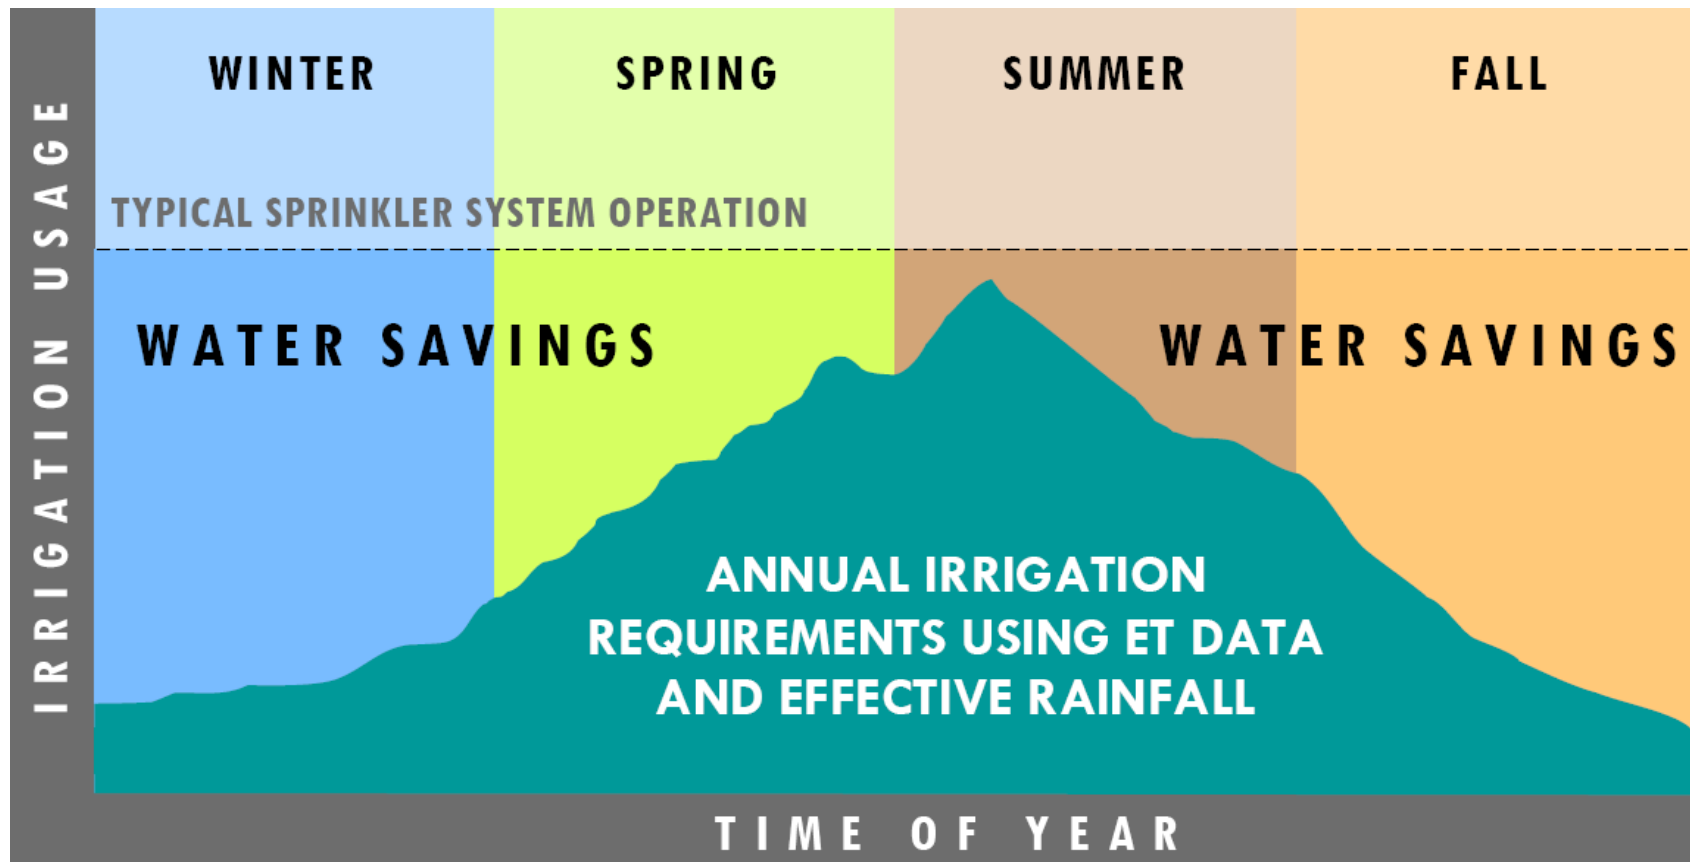 WINTER
SPRING
SUMMER
FALL
IRRIGATION USAGE
TYPICAL SPRINKLER SYSTEM OPERATION
WATER SAVINGS
WATER SAVINGS
ANNUAL IRRIGATION
REQUIREMENTS USING ET DATA
AND EFFECTIVE RAINFALL
TIME OF YEAR